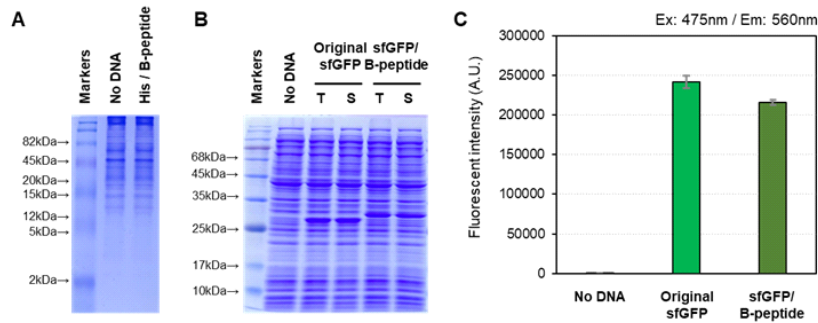 A
Markers
No DNA
His / B-peptide
82kDa→
45kDa→
20kDa→
15kDa→
12kDa→
5kDa→
2kDa→
B
Markers
No DNA
Original sfGFP/
sfGFP B-peptide
T S T S
68kDa→
45kDa→
35kDa→
25kDa→
17kDa→
10kDa→
C
Ex: 475nm / Em: 560nm
Fluorescent intensity (A.U.)
300000
250000
200000
150000
100000
50000
0
No DNA
Original
sfGFP
sfGFP/
B-peptide